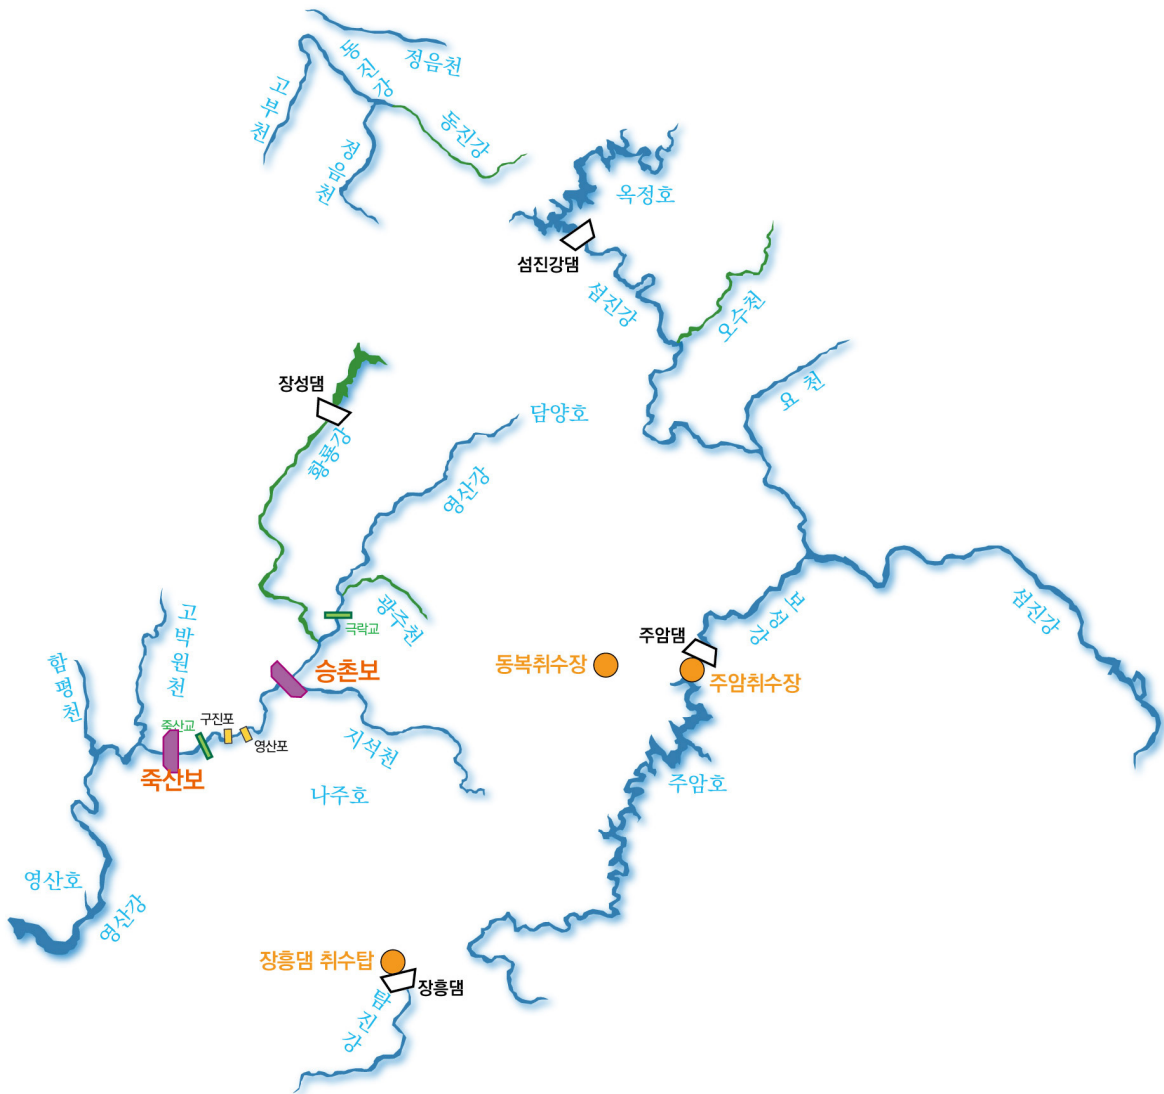 정읍천
동진강
고부천
동진강
정읍천
옥정호
섬진강댐
섬진강
오수천
장성댐
요 천
담양호
황룡강
영산강
섬진강
보성강
고박원천
광주천
극락교
주암댐
함평천
승촌보
동복취수장
주암취수장
구진포
죽산교
영산포
지석천
죽산보
나주호
주암호
영산호
영산강
장흥댐 취수탑
장흥댐
탐진강